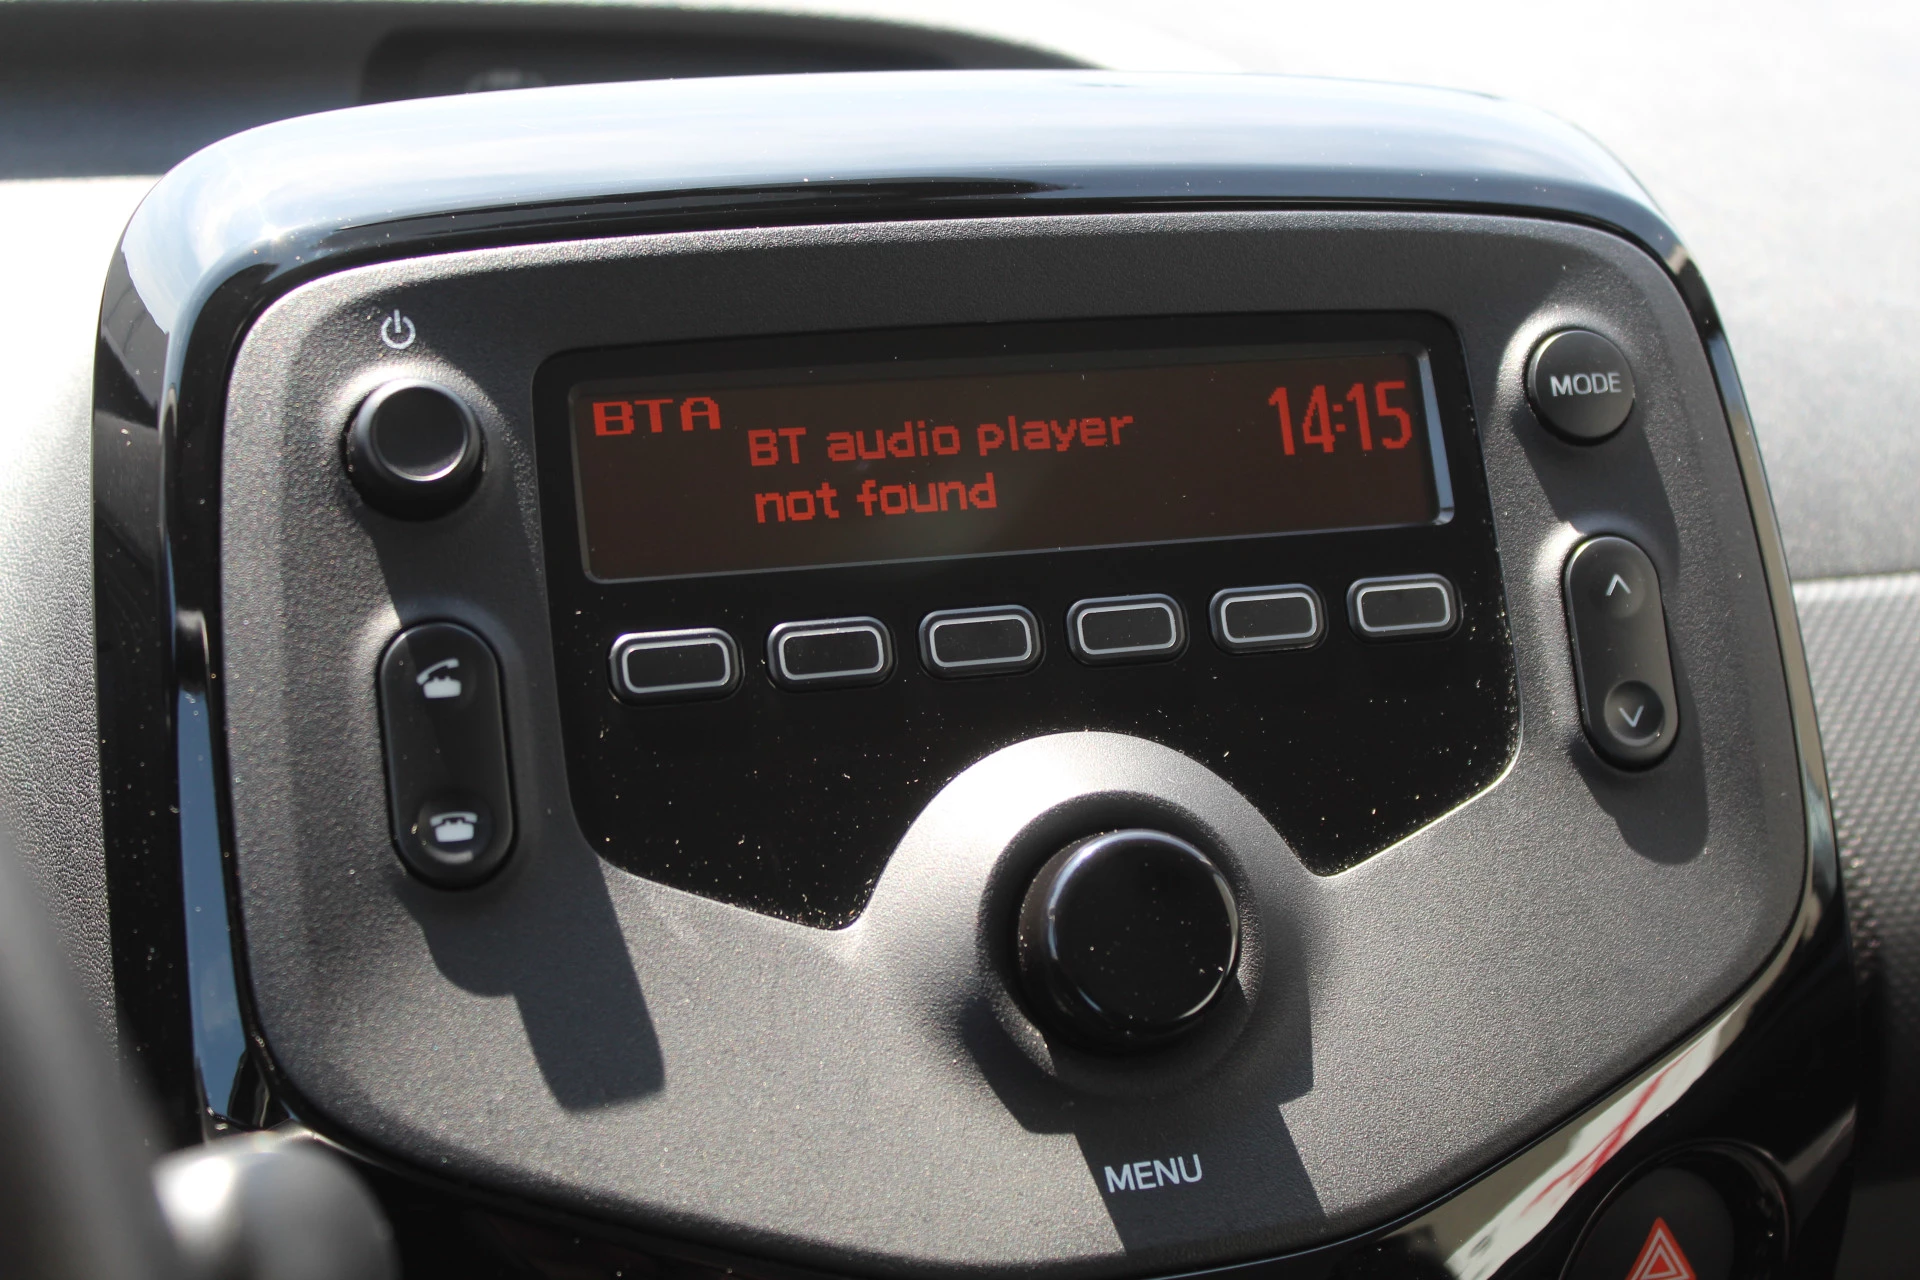 BTA
BT audio player
not found
14:15
MODE
MENU